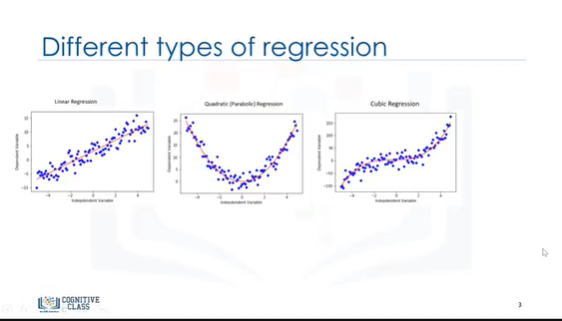 Different types of regression
Linear Regression
Quadratic (Parabolic) Regression
Cubic Regression
Dependent Variable
Dependent Variable
Dependent Variable
Independent Variable
Independent Variable
Independent Variable
COGNITIVE
CLASS
3